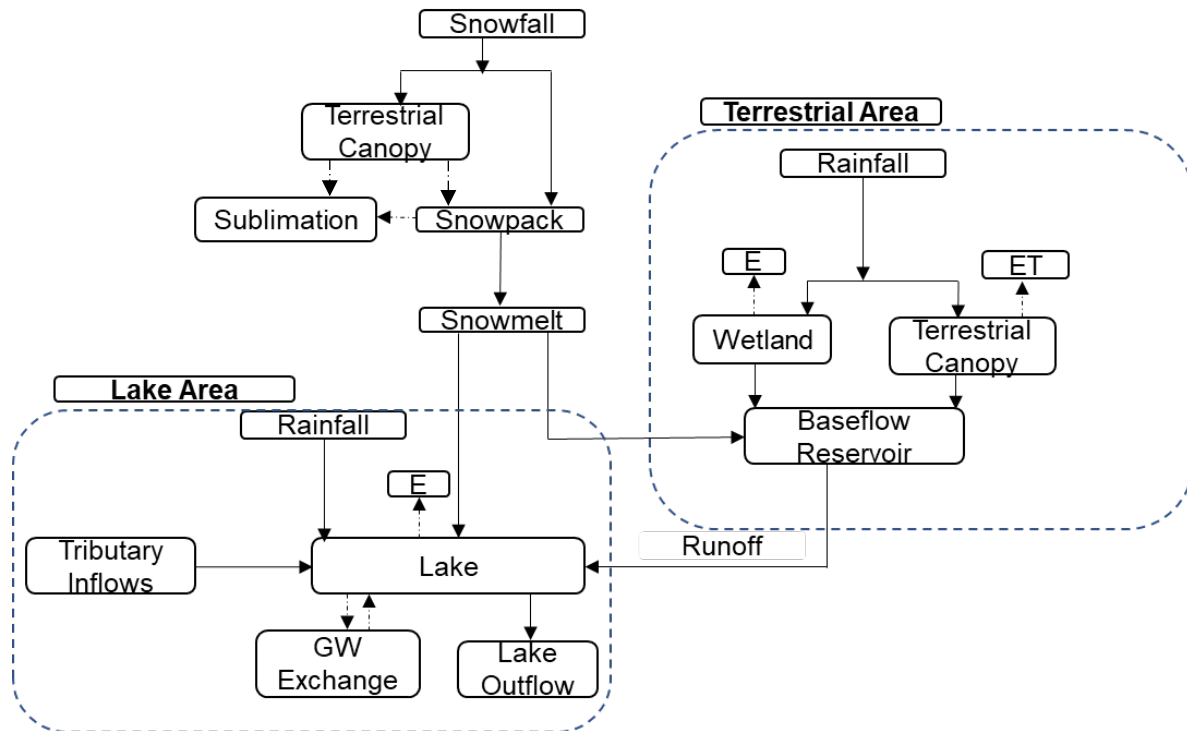 Snowfall
Terrestrial
Canopy
Sublimation
Snowpack
Snowmelt
Terrestrial Area
Rainfall
E
ET
Wetland
Terrestrial
Canopy
Baseflow
Reservoir
Runoff
Lake Area
Rainfall
E
Tributary
Inflows
Lake
GW
Exchange
Lake
Outflow